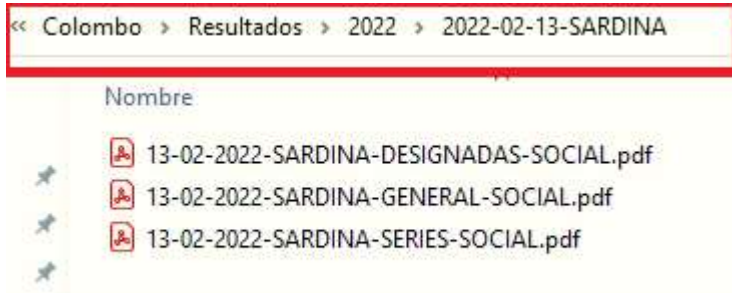 « Colombo > Resultados > 2022 > 2022-02-13-SARDINA
Nombre
13-02-2022-SARDINA-DESIGNADAS-SOCIAL.pdf
13-02-2022-SARDINA-GENERAL-SOCIAL.pdf
13-02-2022-SARDINA-SERIES-SOCIAL.pdf